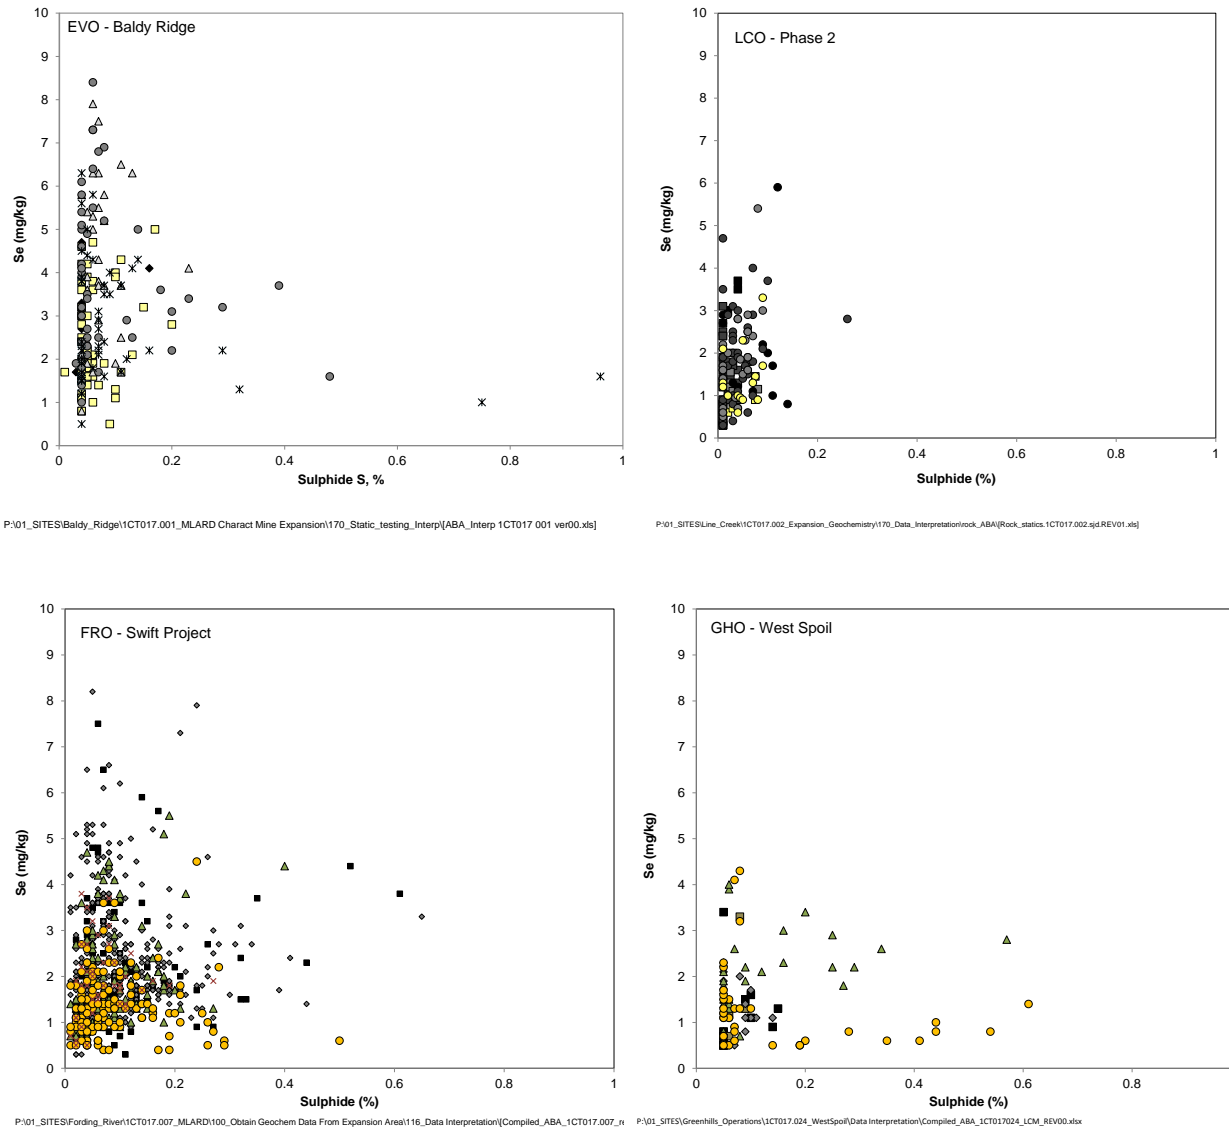 EVO - Baldy Ridge
10
9
8
7
6
5
4
3
2
1
0
Se (mg/kg)
0 0.2 0.4 0.6 0.8 1
Sulphide S, %
P:\01_SITES\Baldy_Ridge\1CT017.001_MLARD Charact Mine Expansion\170_Static_testing_Interp\[ABA_Interp 1CT017 001 ver00.xls]
LCO - Phase 2
10
9
8
7
6
5
4
3
2
1
0
Se (mg/kg)
0 0.2 0.4 0.6 0.8 1
Sulphide (%)
P:\01_SITES\Line_Creek\1CT017.002_Expansion_Geochemistry\170_Data_Interpretation\rock_ABA\[Rock_statics.1CT017.002.sjd.REV01.xls]
FRO - Swift Project
10
9
8
7
6
5
4
3
2
1
0
Se (mg/kg)
0 0.2 0.4 0.6 0.8 1
Sulphide (%)
P:\01_SITES\Fording_River\1CT017.007_MLARD\100_Obtain Geochem Data From Expansion Area\116_Data Interpretation\[Compiled_ABA_1CT017.007_re
GHO - West Spoil
10
9
8
7
6
5
4
3
2
1
0
Se (mg/kg)
0 0.2 0.4 0.6 0.8
Sulphide (%)
P:\01_SITES\Greenhills_Operations\1CT017.024_WestSpoil\Data Interpretation\Compiled_ABA_1CT017024_LCM_REV00.xlsx